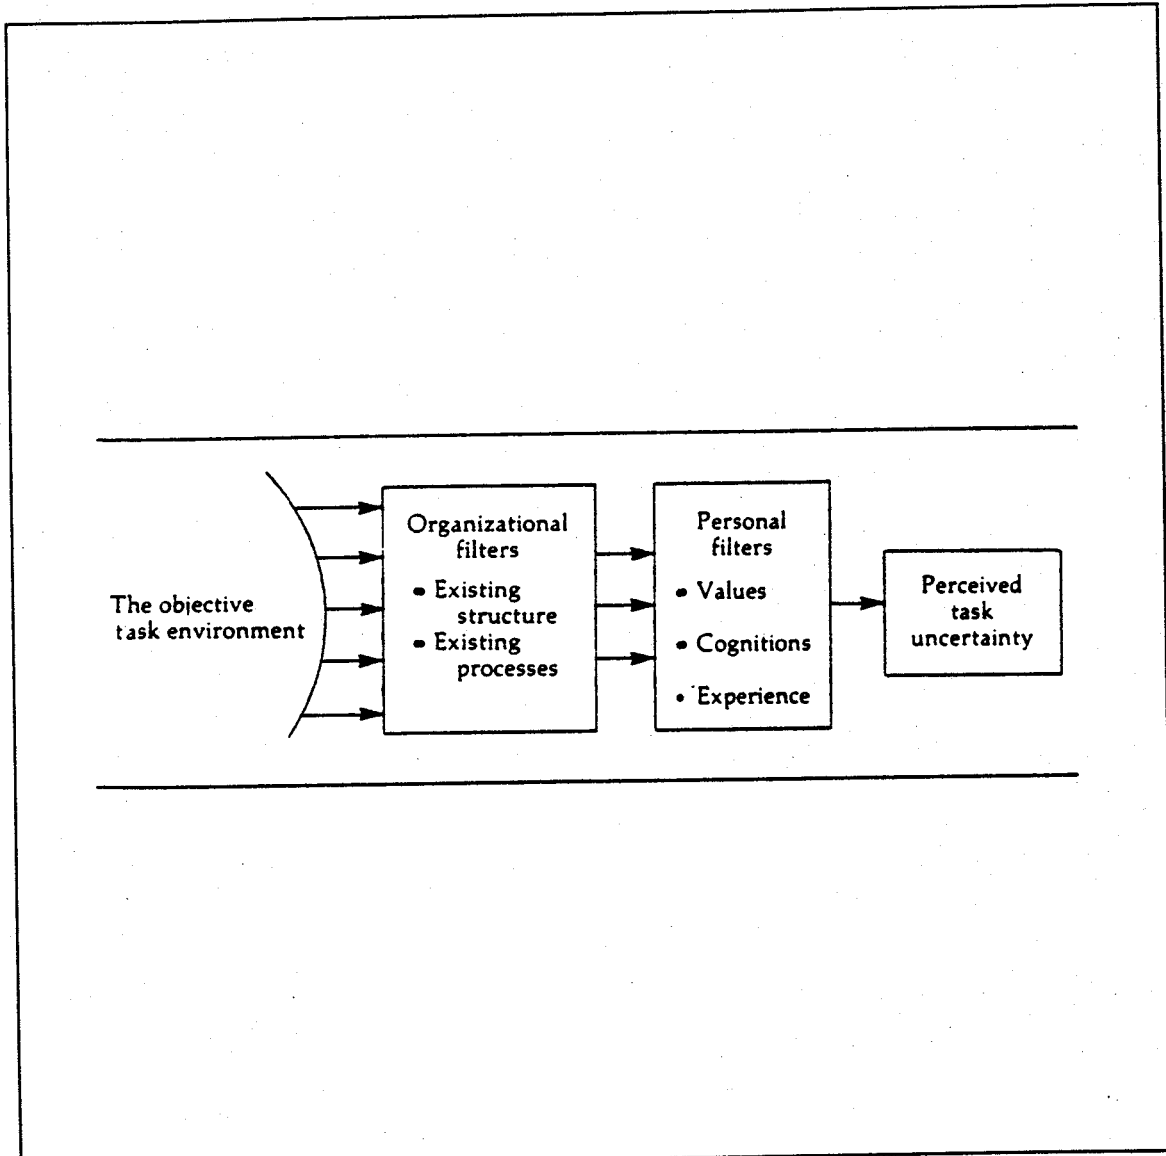 The objective
task environment
Organizational
filters
• Existing
structure
• Existing
processes
Personal
filters
• Values
• Cognitions
• Experience
Perceived
task
uncertainty